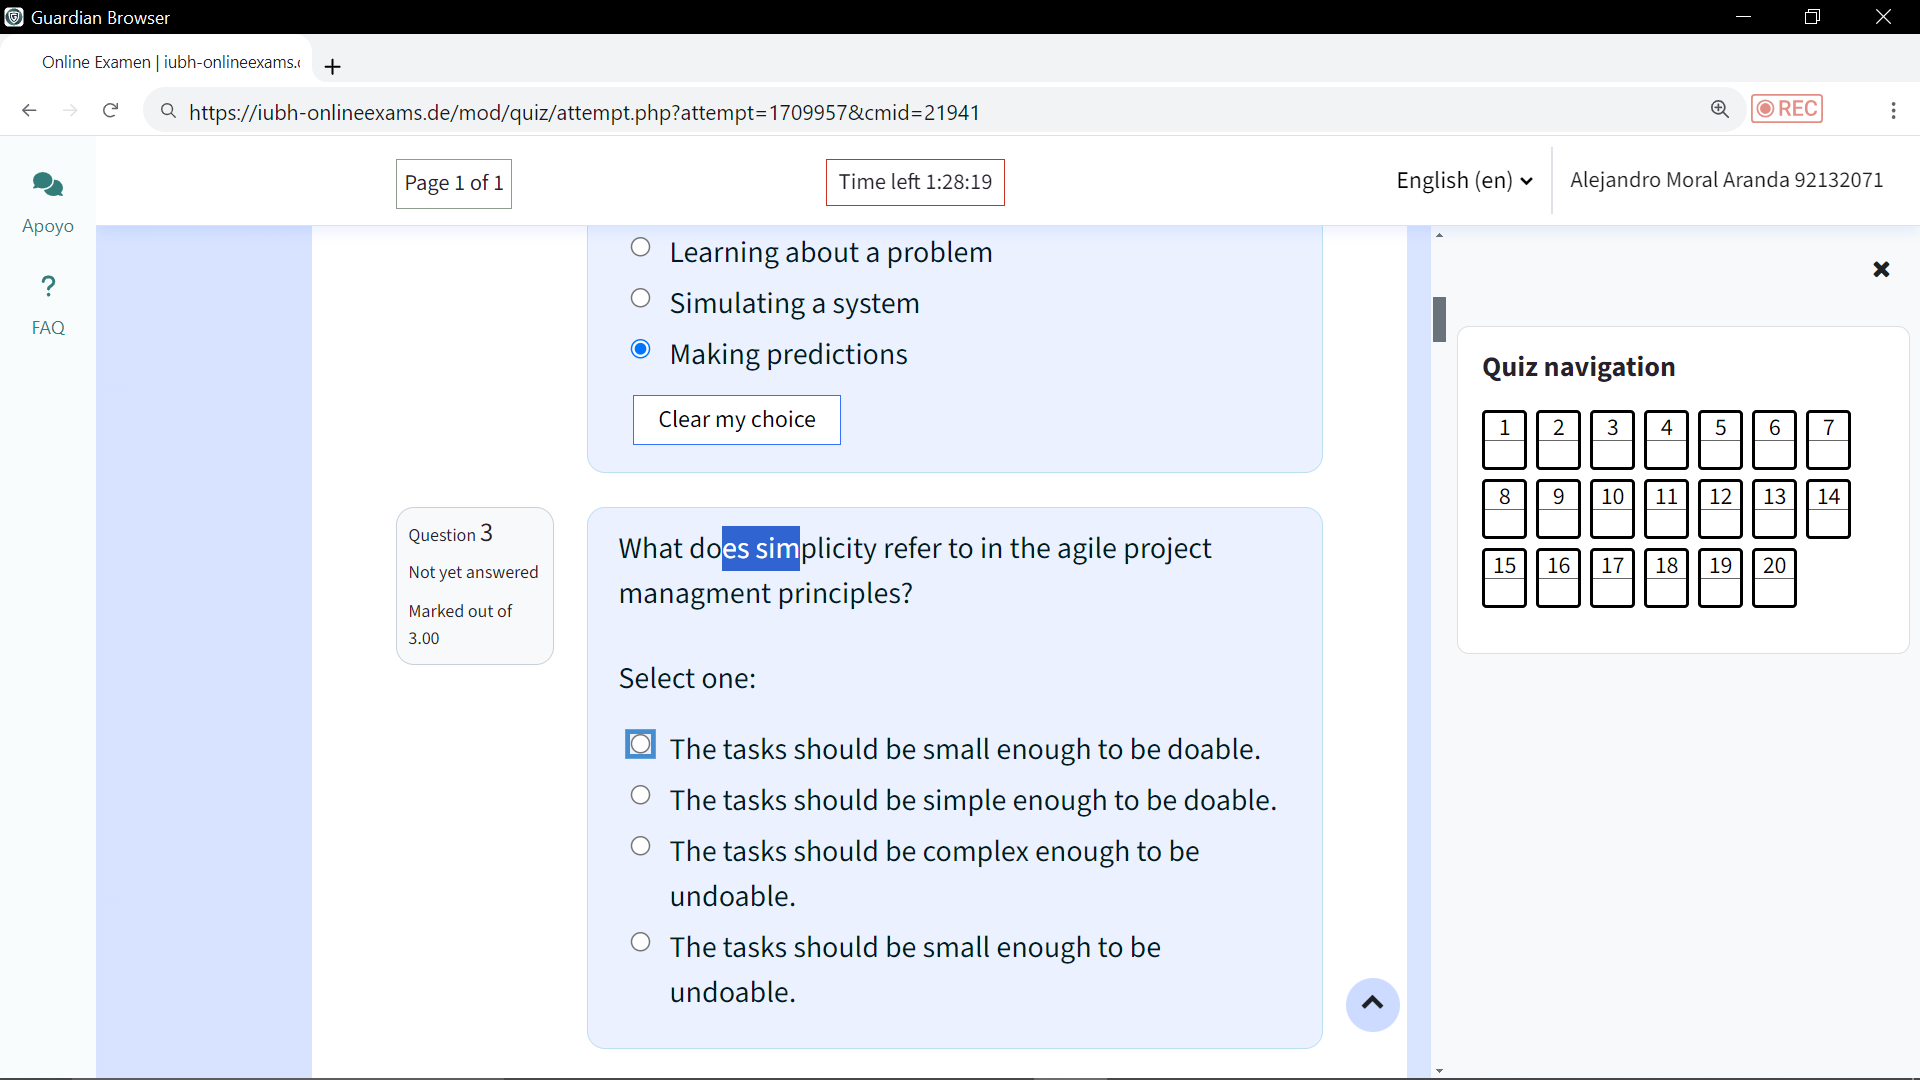 Guardian Browser
Online Examen | iubh-onlineexams.
https://iubh-onlineexams.de/mod/quiz/attempt.php?attempt=1709957&cmid=21941
REC
Apoyo
?
FAQ
Page 1 of 1
Time left 1:28:19
English (en)
Alejandro Moral Aranda 92132071
Learning about a problem
Simulating a system
Making predictions
Clear my choice
Question 3
Not yet answered
Marked out of
3.00
What does simplicity refer to in the agile project
managment principles?
Select one:
The tasks should be small enough to be doable.
The tasks should be simple enough to be doable.
The tasks should be complex enough to be
undoable.
The tasks should be small enough to be
undoable.
Quiz navigation
1 2 3 4 5 6 7
8 9 10 11 12 13 14
15 16 17 18 19 20